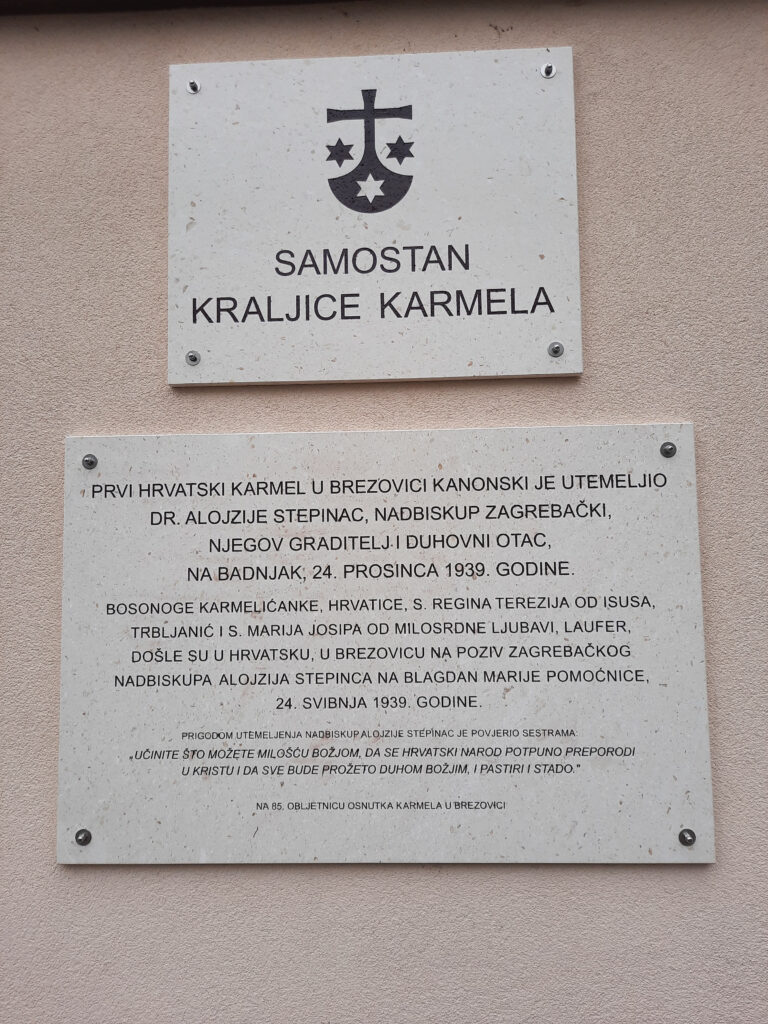 SAMOSTAN
KRALJICE KARMELA
PRVI HRVATSKI KARMEL U BREZOVICI KANONSKI JE UTEMELJIO
DR. ALOJZIJE STEPINAC, NADBISKUP ZAGREBAČKI,
NJEGOV GRADITELJ I DUHOVNI OTAC,
NA BADNJAK, 24. PROSINCA 1939. GODINE.
BOSONOGE KARMELIĆANKE, HRVATICE, S. REGINA TEREZIJA OD ISUSA,
TRBLJANIĆ I S. MARIJA JOSIPA OD MILOSRDNE LJUBAVI, LAUFER,
DOŠLE SU U HRVATSKU, U BREZOVICU NA POZIV ZAGREBAČKOG
NADBISKUPA ALOJZIJA STEPINCA NA BLAGDAN MARIJE POMOĆNICE,
24. SVIBNJA 1939. GODINE.
PRIGODOM UTEMELJENJA NADBISKUP ALOJZIJE STEPINAC JE POVJERIO SESTRAMA:
„UČINITE ŠTO MOŽETE MILOŠĆU BOŽJOM, DA SE HRVATSKI NAROD POTPUNO PREPORODI
U KRISTU I DA SVE BUDE PROŽETO DUHOM BOŽJIM, I PASTIRI I STADO."
NA 85. OBLJETNICU OSNUTKA KARMELA U BREZOVICI